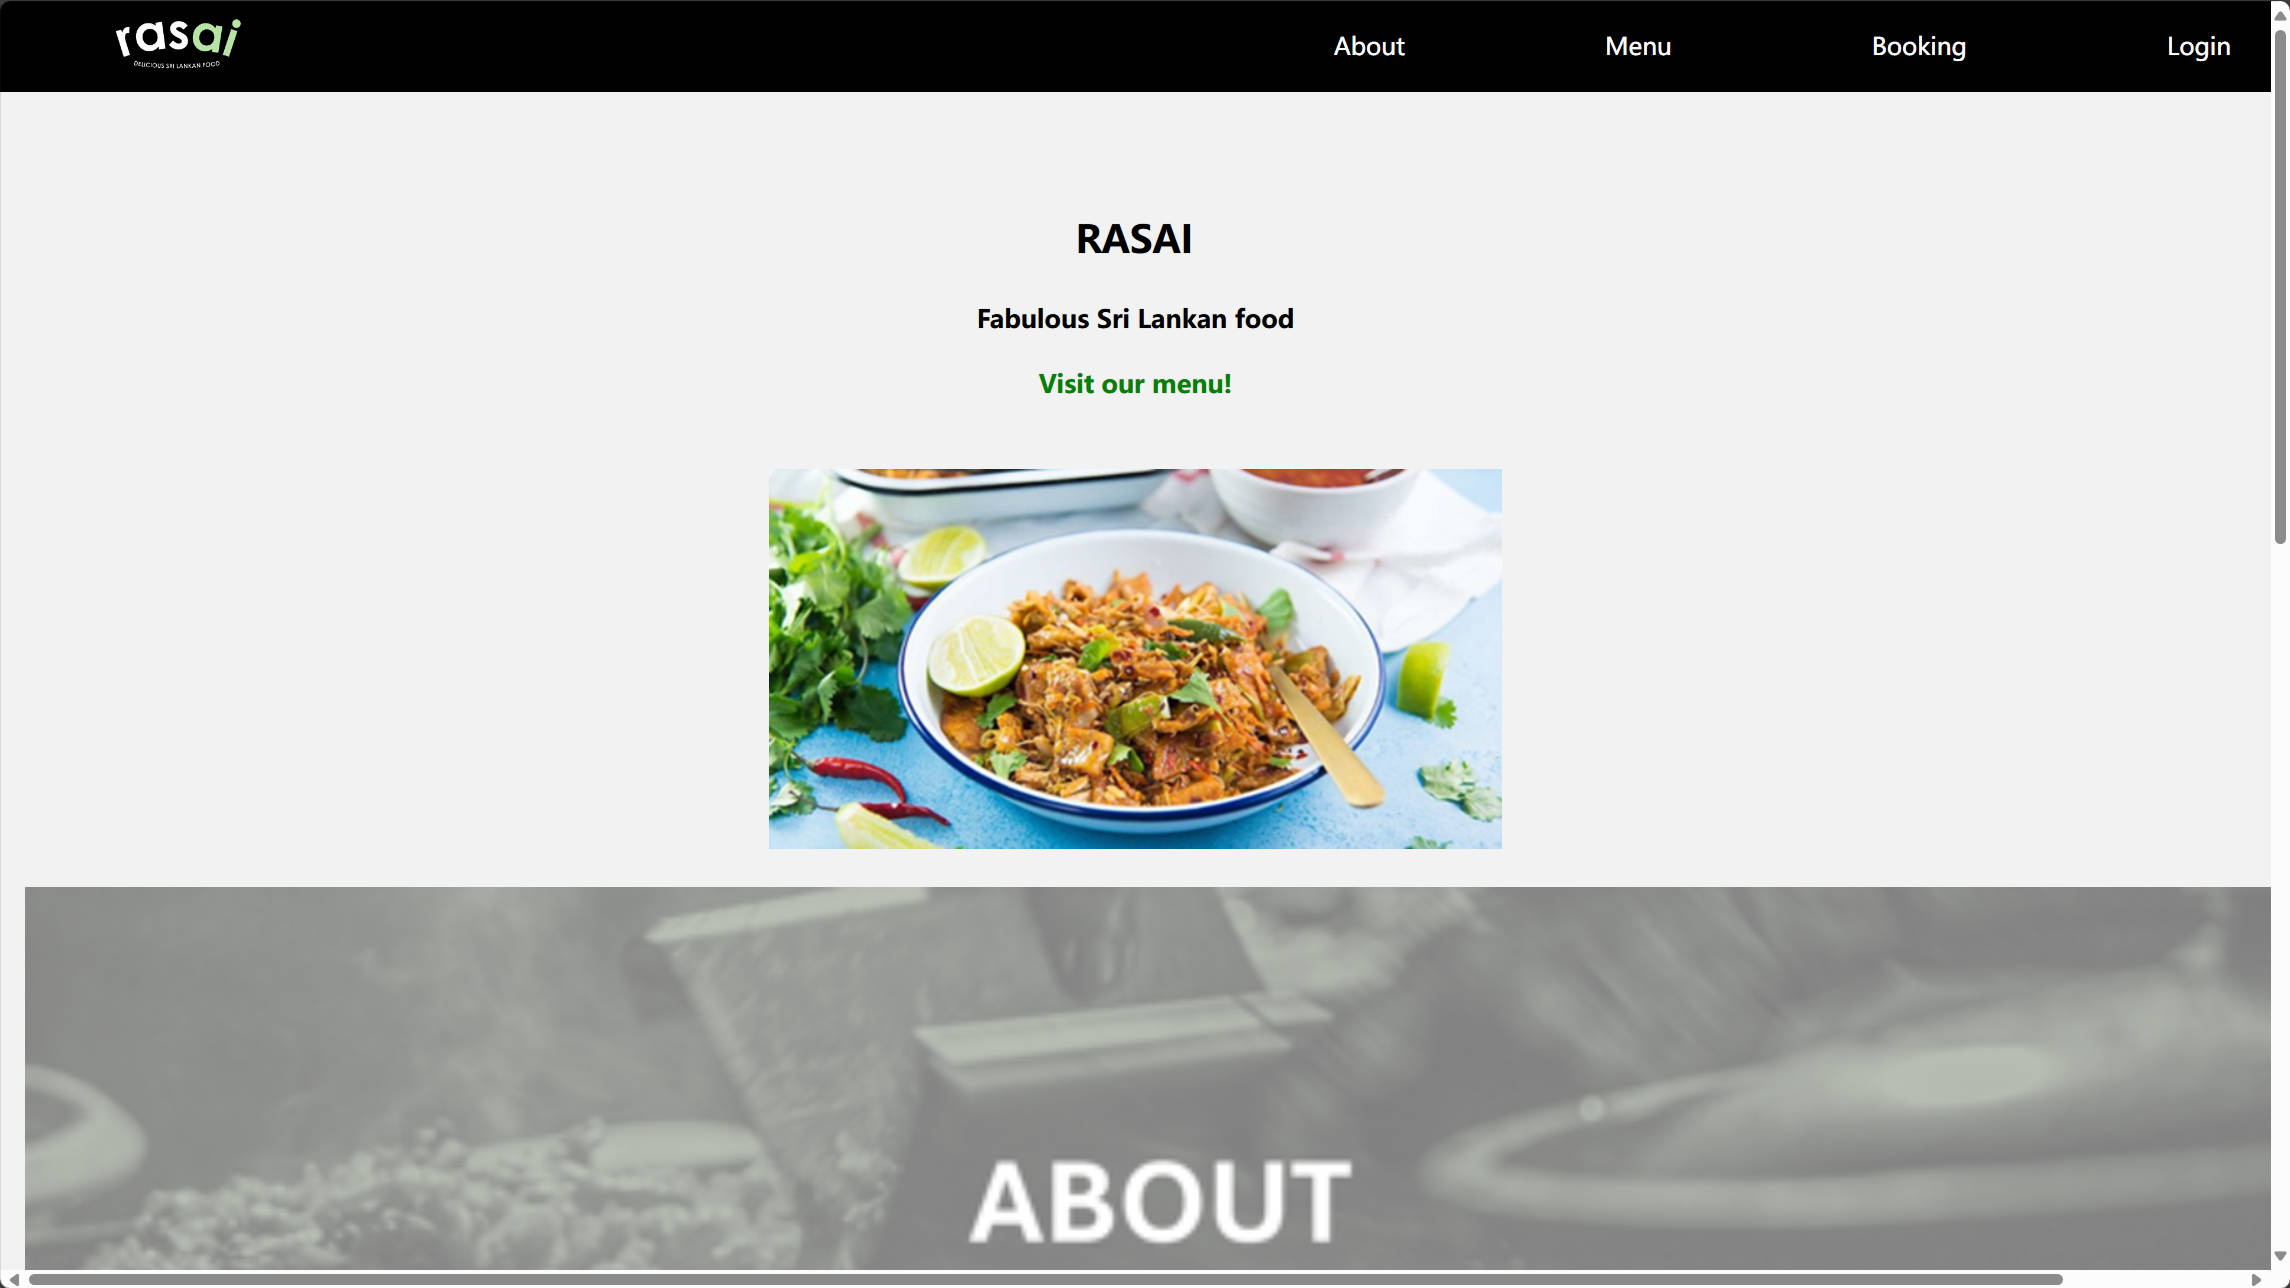 rasai
DELICIOUS SRI LANKAN FOOD
About
Menu
Booking
Login
RASAI
Fabulous Sri Lankan food
Visit our menu!
ABOUT